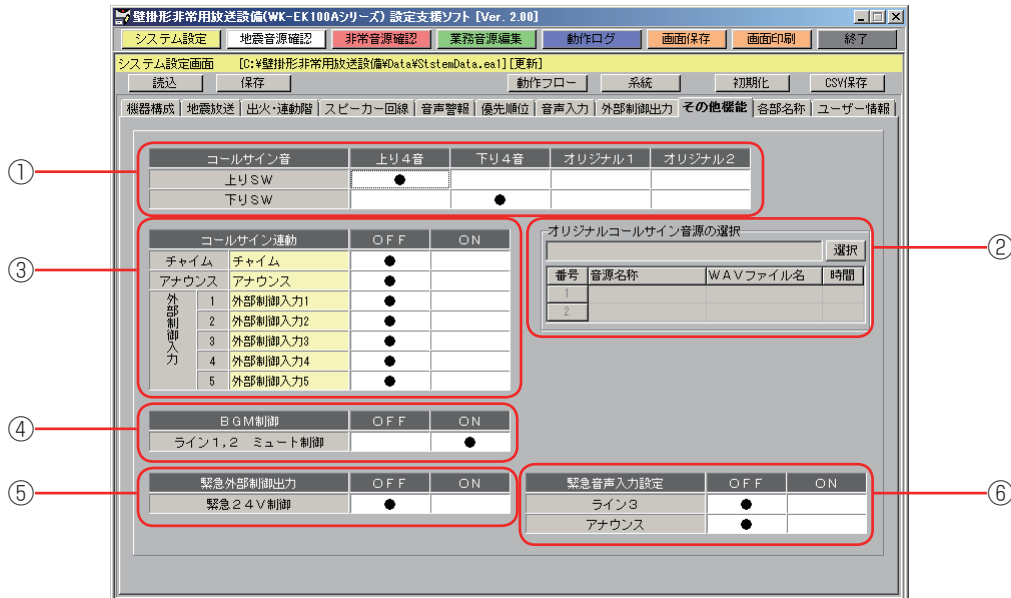 壁掛形非常用放送設備(WK-EK100Aシリーズ) 設定支援ソフト [Ver. 2.00]
システム設定 地震音源確認 非常音源確認 業務音源編集 動作ログ 画面保存 画面印刷 終了
システム設定画面 [C:¥壁掛形非常用放送設備¥Data¥StstemData.ea1][更新]
読込 保存 動作フロー 系統 初期化 CSV保存
機器構成 地震放送 出火・連動階 スピーカー回線 音声警報 優先順位 音声入力 外部制御出力 その他機能 各部名称 ユーザー情報
①
コールサイン音 上り4音 下り4音 オリジナル1 オリジナル2
上りSW ●
下りSW ●
②
オリジナルコールサイン音源の選択
選択
番号 音源名称 WAVファイル名 時間
1
2
③
コールサイン連動 OFF ON
チャイム チャイム ●
アナウンス アナウンス ●
外部制御入力
1 外部制御入力1 ●
2 外部制御入力2 ●
3 外部制御入力3 ●
4 外部制御入力4 ●
5 外部制御入力5 ●
④
BGM制御 OFF ON
ライン1,2 ミュート制御 ●
⑤
緊急外部制御出力 OFF ON
緊急24V制御 ●
⑥
緊急音声入力設定 OFF ON
ライン3 ●
アナウンス ●